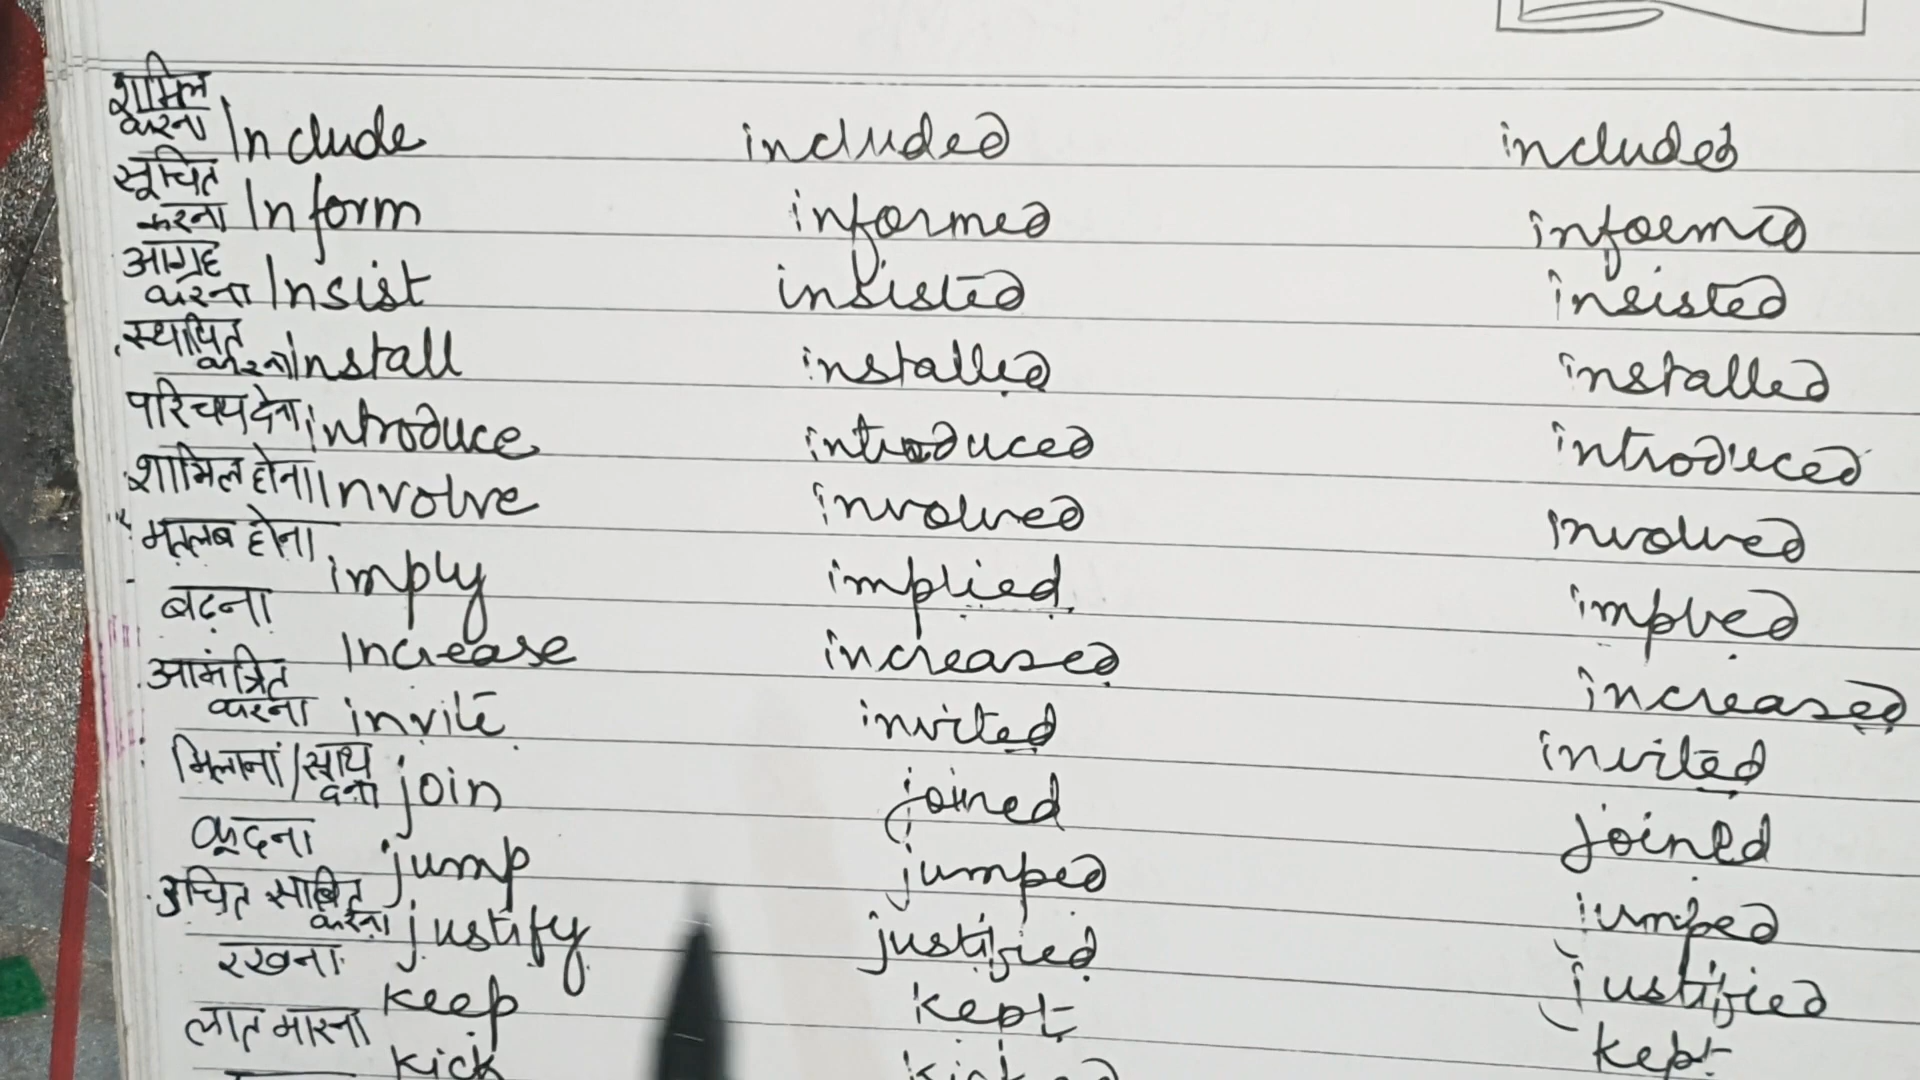 शामिल करना Include included included
सूचित करना Inform informed informed
आग्रह करना Insist insisted insisted
स्थापित करना Install installed installed
परिचय देना introduce introduced introduced
शामिल होना Involve involved Involved
मतलब होना imply implied implied
बढ़ना Increase increased increased
आमंत्रित करना invite invited invited
मिलाना/साथ देना join joined joined
कूदना jump jumped jumped
उचित साबित करना justify justified justified
रखना keep kept kept
लात मारना kick kicked